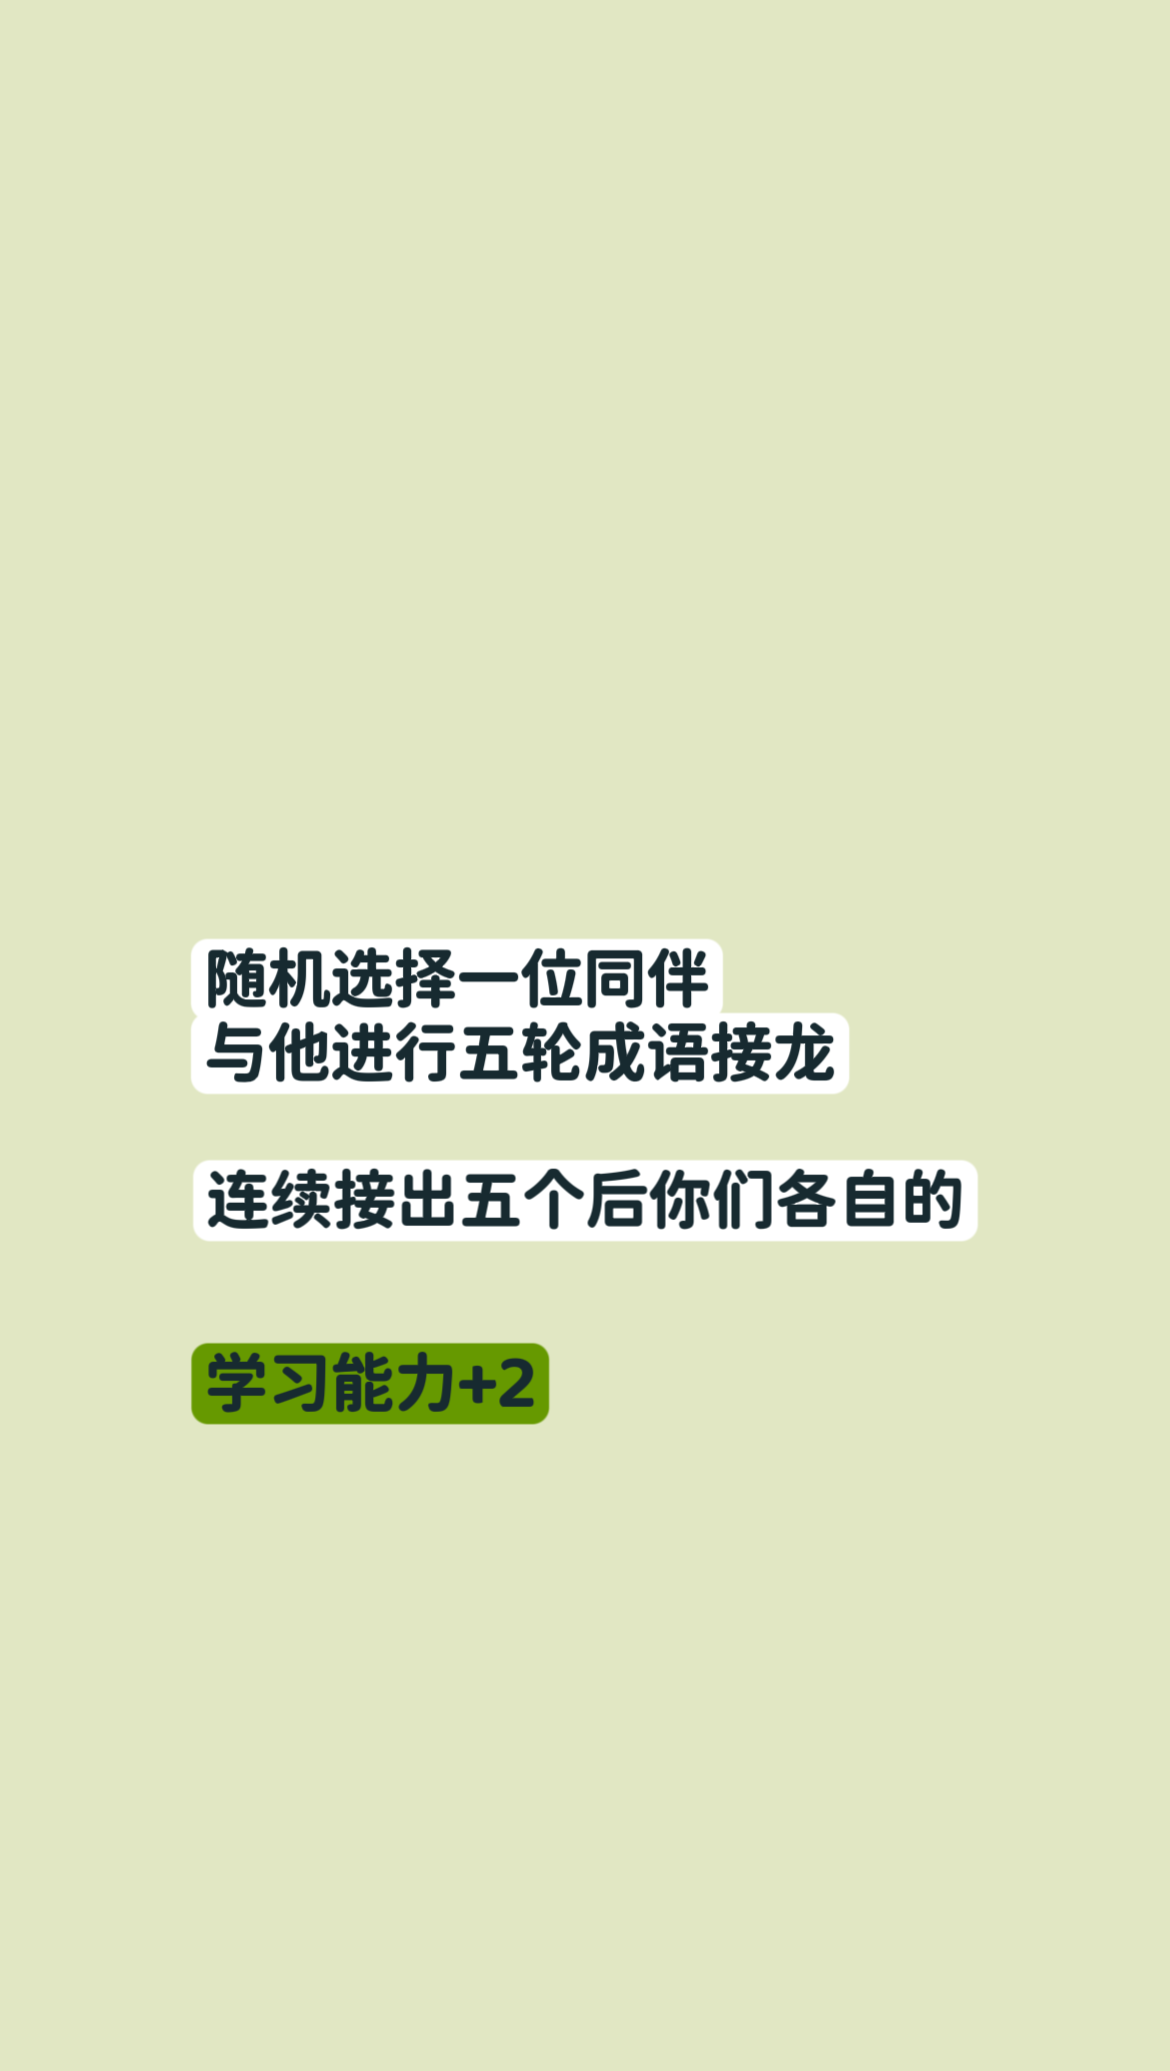 随机选择一位同伴
与他进行五轮成语接龙
连续接出五个后你们各自的
学习能力+2